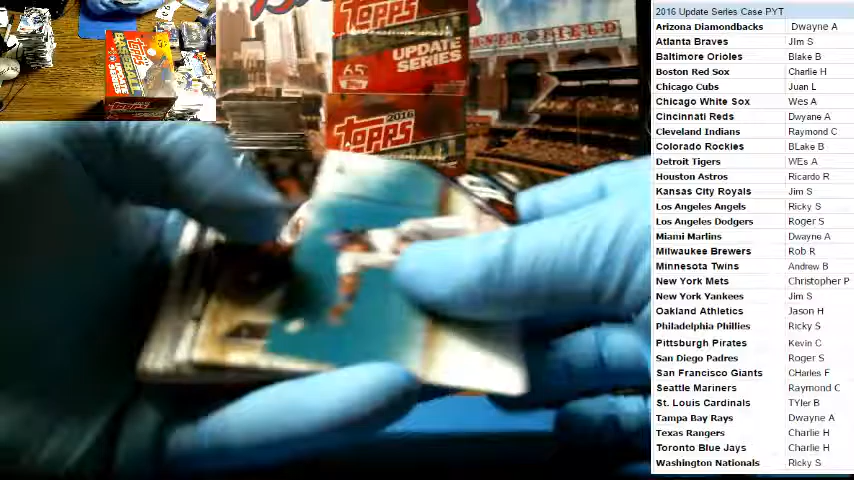 2016 Update Series Case PYT
Arizona Diamondbacks Dwayne A
Atlanta Braves Jim S
Baltimore Orioles Blake B
Boston Red Sox Charlie H
Chicago Cubs Juan L
Chicago White Sox Wes A
Cincinnati Reds Dwyane A
Cleveland Indians Raymond C
Colorado Rockies BLake B
Detroit Tigers WEs A
Houston Astros Ricardo R
Kansas City Royals Jim S
Los Angeles Angels Ricky S
Los Angeles Dodgers Roger S
Miami Marlins Dwayne A
Milwaukee Brewers Rob R
Minnesota Twins Andrew B
New York Mets Christopher P
New York Yankees Jim S
Oakland Athletics Jason H
Philadelphia Phillies Ricky S
Pittsburgh Pirates Kevin C
San Diego Padres Roger S
San Francisco Giants CHarles F
Seattle Mariners Raymond C
St. Louis Cardinals TYler B
Tampa Bay Rays Dwayne A
Texas Rangers Charlie H
Toronto Blue Jays Charlie H
Washington Nationals Ricky S
TOPPS
UPDATE
SERIES
65
2016
TOPPS
BASEBALL